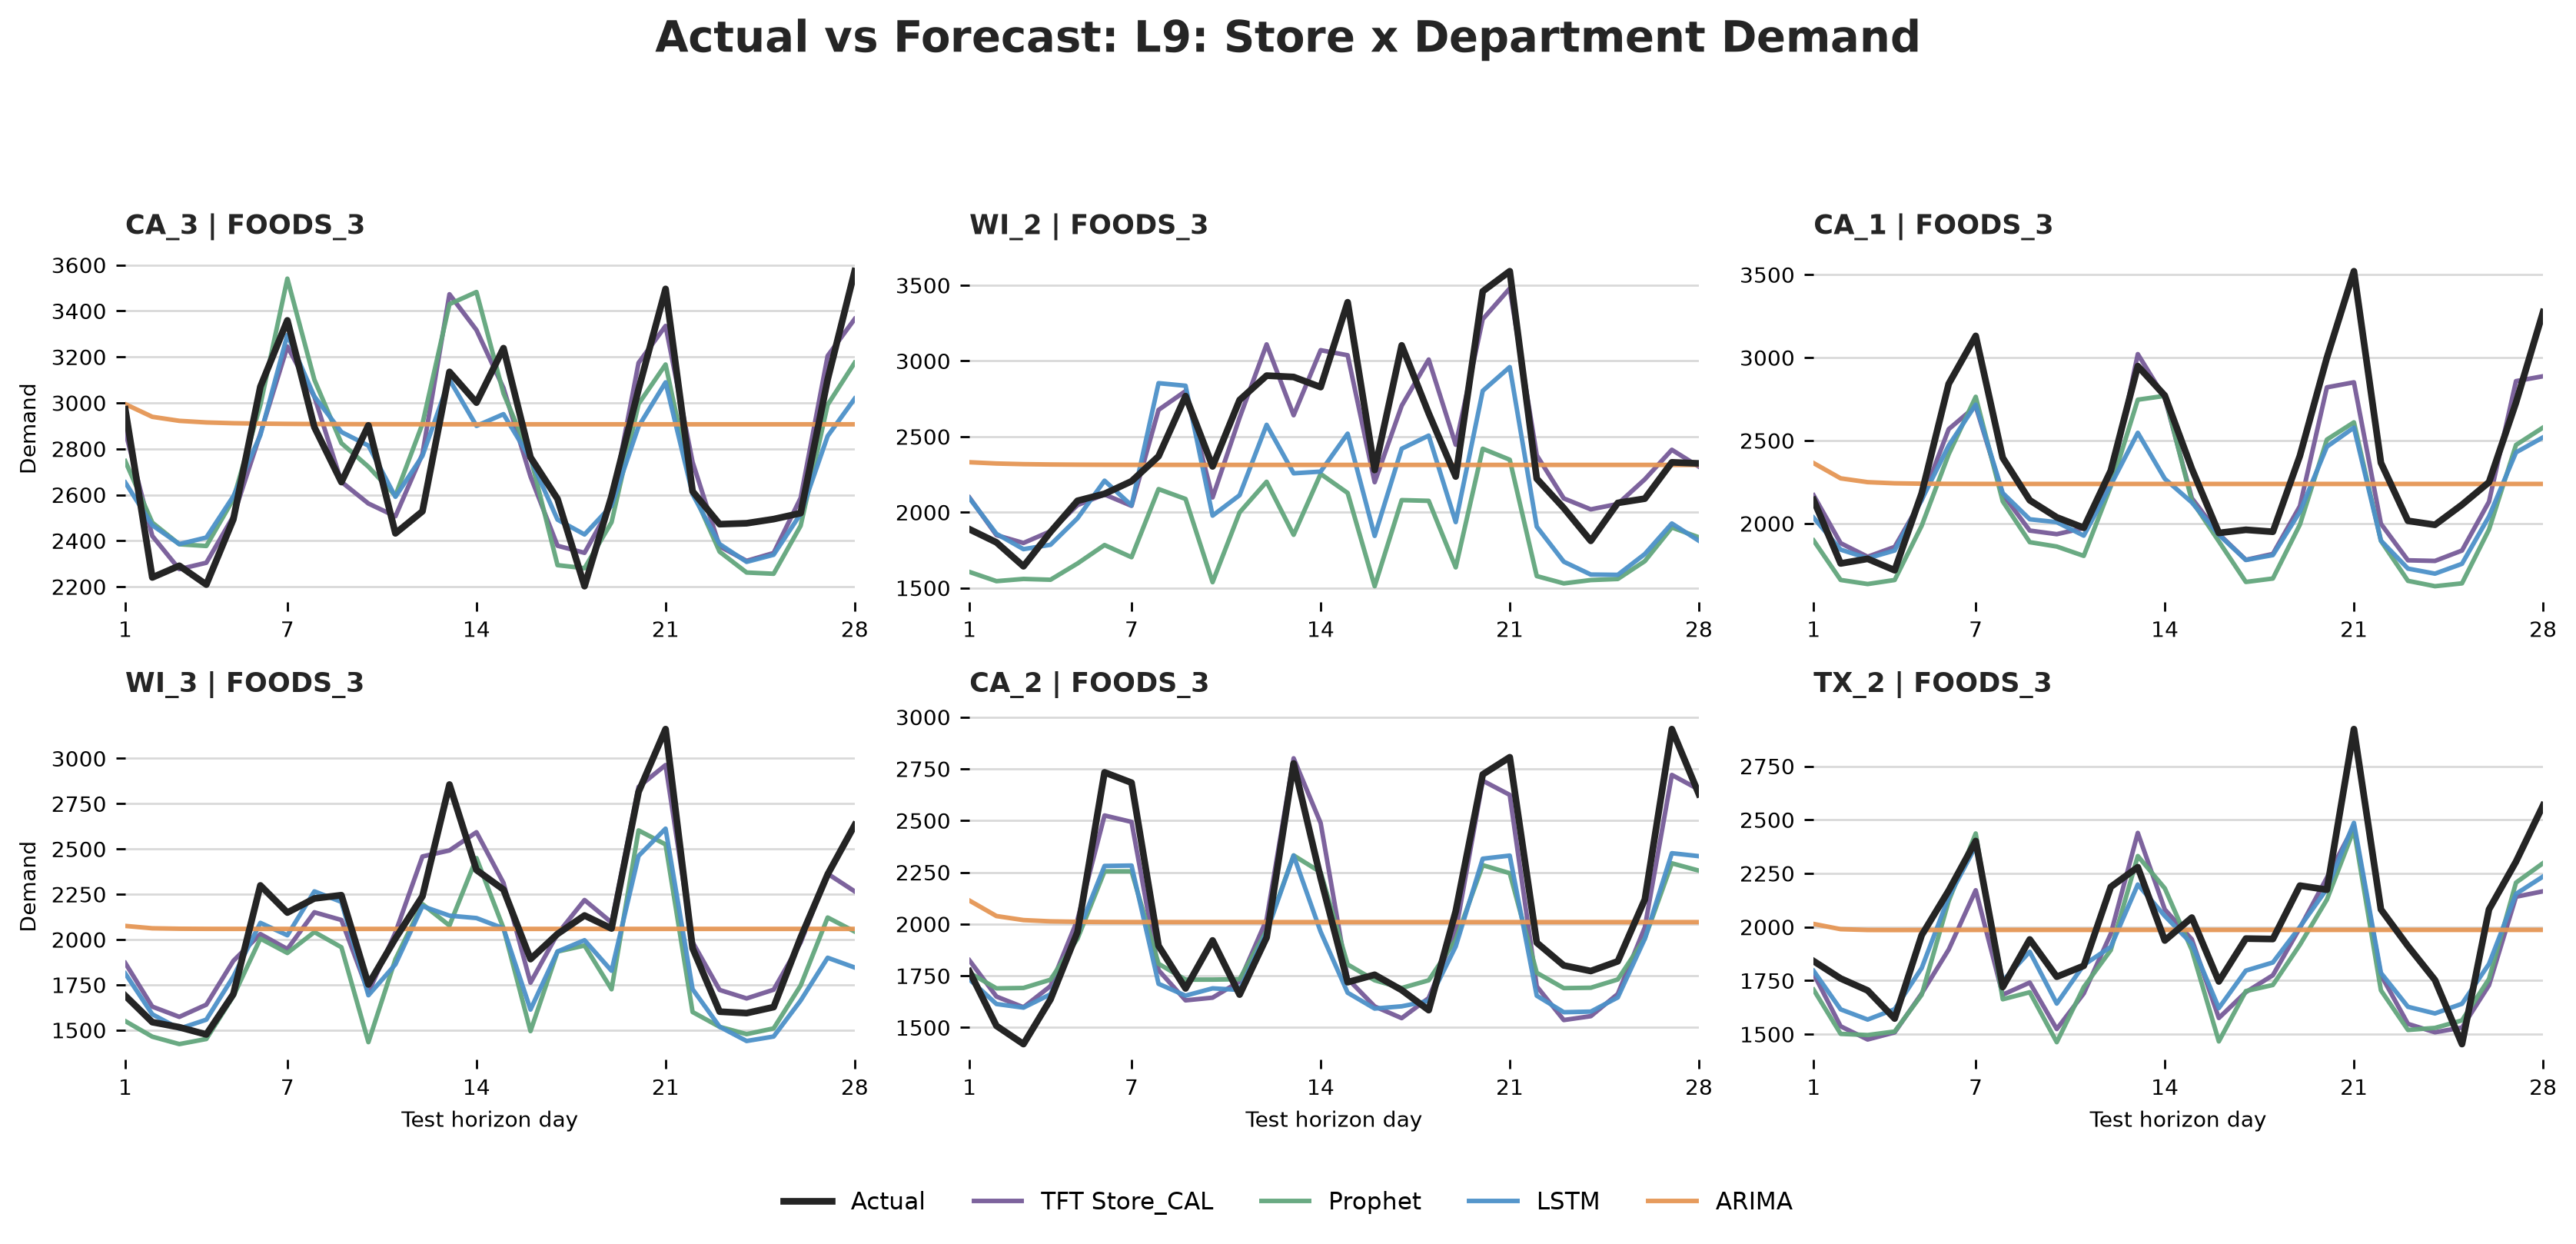 Actual vs Forecast: L9: Store x Department Demand
CA_3 | FOODS_3
3600
3400
3200
3000
2800
2600
2400
2200
Demand
1 7 14 21 28
WI_2 | FOODS_3
3500
3000
2500
2000
1500
1 7 14 21 28
CA_1 | FOODS_3
3500
3000
2500
2000
1 7 14 21 28
WI_3 | FOODS_3
3000
2750
2500
2250
2000
1750
1500
Demand
1 7 14 21 28
Test horizon day
CA_2 | FOODS_3
3000
2750
2500
2250
2000
1750
1500
1 7 14 21 28
Test horizon day
TX_2 | FOODS_3
2750
2500
2250
2000
1750
1500
1 7 14 21 28
Test horizon day
Actual TFT Store_CAL Prophet LSTM ARIMA